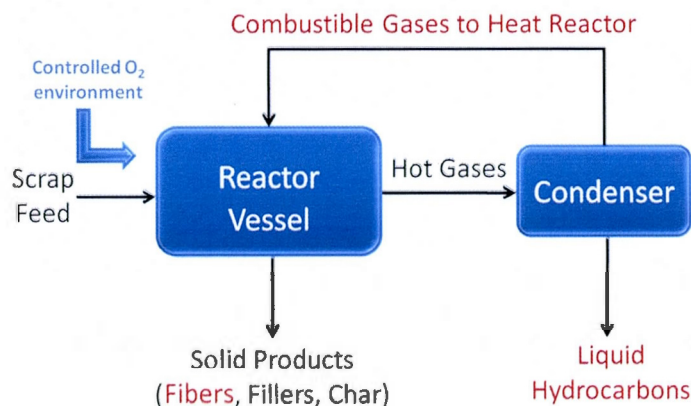 Combustible Gases to Heat Reactor
Controlled O₂
environment
Scrap
Feed
Reactor
Vessel
Hot Gases
Condenser
Solid Products
(Fibers, Fillers, Char)
Liquid
Hydrocarbons